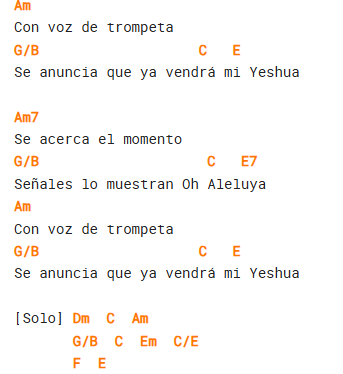 Am
Con voz de trompeta
G/B                   C   E
Se anuncia que ya vendrá mi Yeshua

Am7
Se acerca el momento
G/B                    C   E7
Señales lo muestran Oh Aleluya
Am
Con voz de trompeta
G/B                   C   E
Se anuncia que ya vendrá mi Yeshua

[Solo] Dm  C  Am
       G/B  C  Em  C/E
       F  E